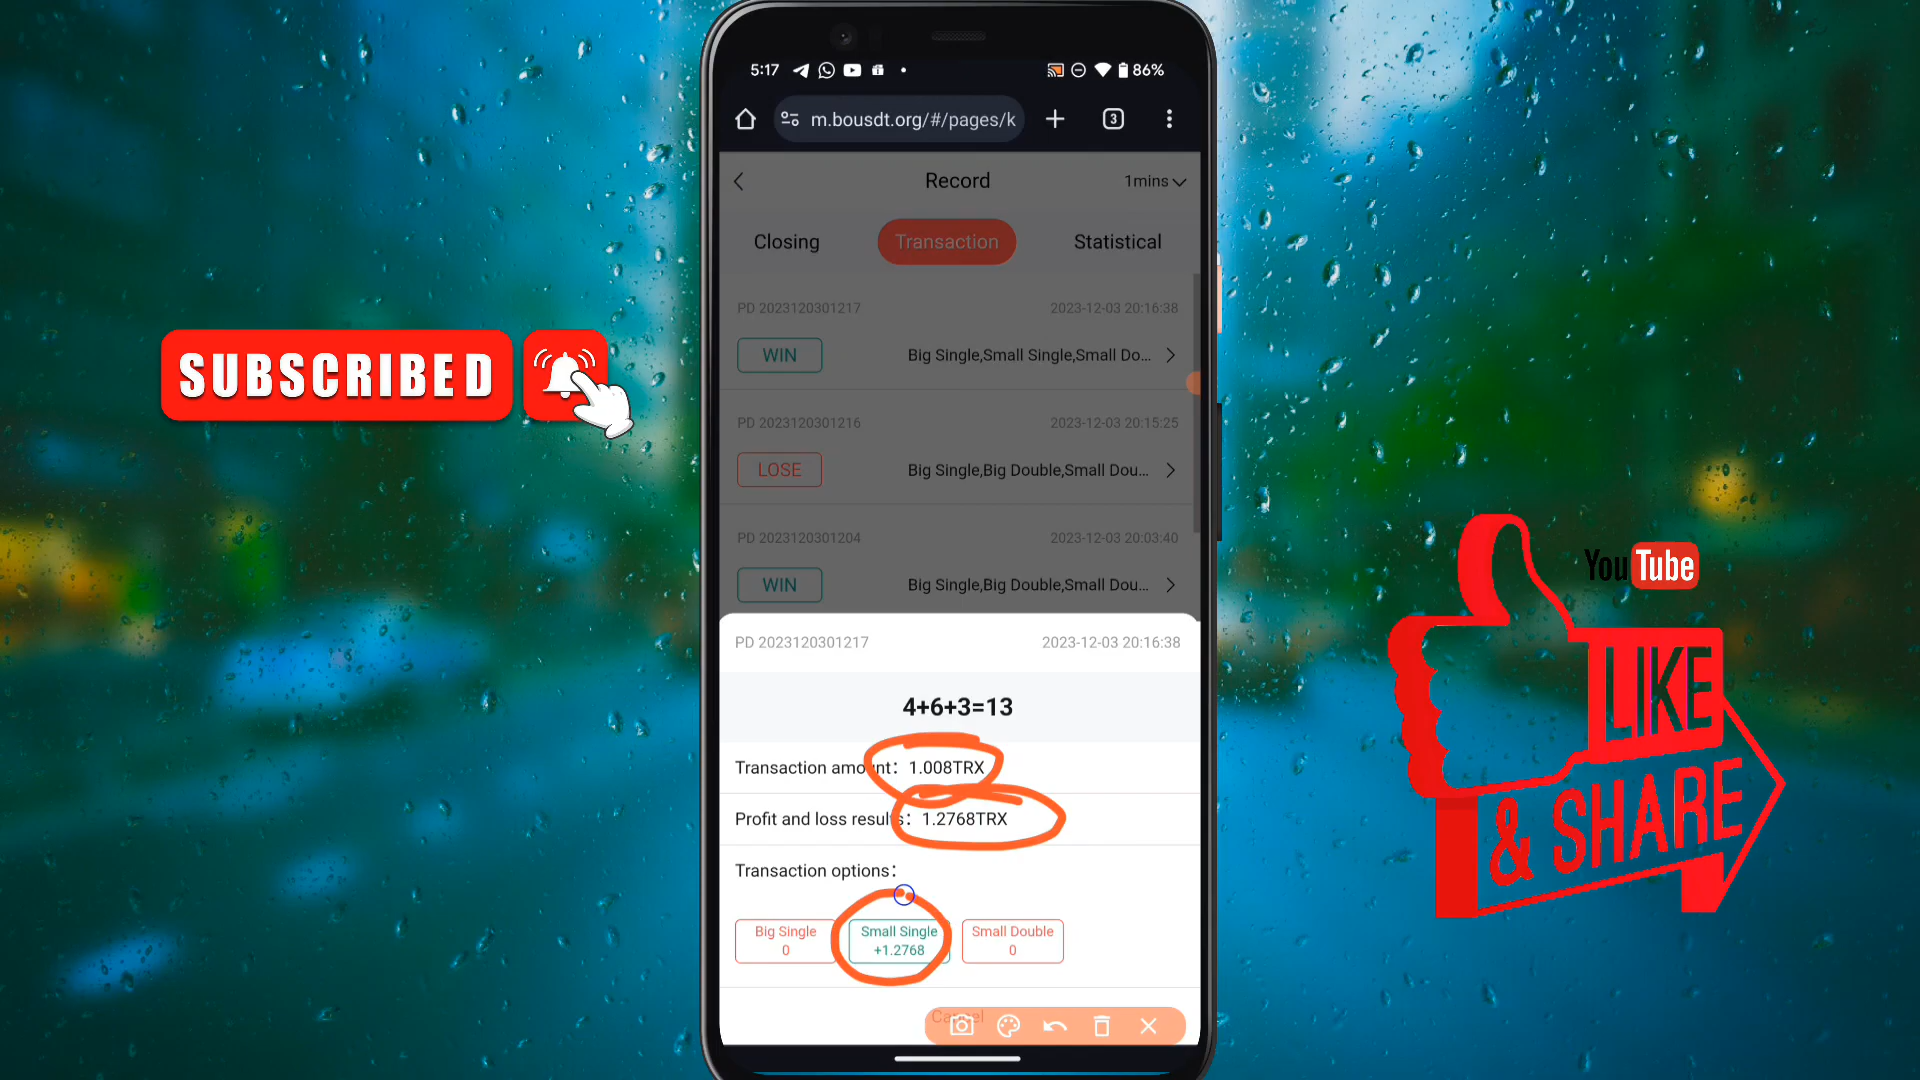 5:17
86%
m.bousdt.org/#/pages/k
3
Record
1mins
Closing
Transaction
Statistical
PD 2023120301217
2023-12-03 20:16:38
WIN
Big Single,Small Single,Small Do...
PD 2023120301216
2023-12-03 20:15:25
LOSE
Big Single,Big Double,Small Dou...
PD 2023120301204
2023-12-03 20:03:40
WIN
Big Single,Big Double,Small Dou...
PD 2023120301217
2023-12-03 20:16:38
4+6+3=13
Transaction amount: 1.008TRX
Profit and loss results: 1.2768TRX
Transaction options:
Big Single
0
Small Single
+1.2768
Small Double
0
Cancel
SUBSCRIBED
YouTube
LIKE
& SHARE